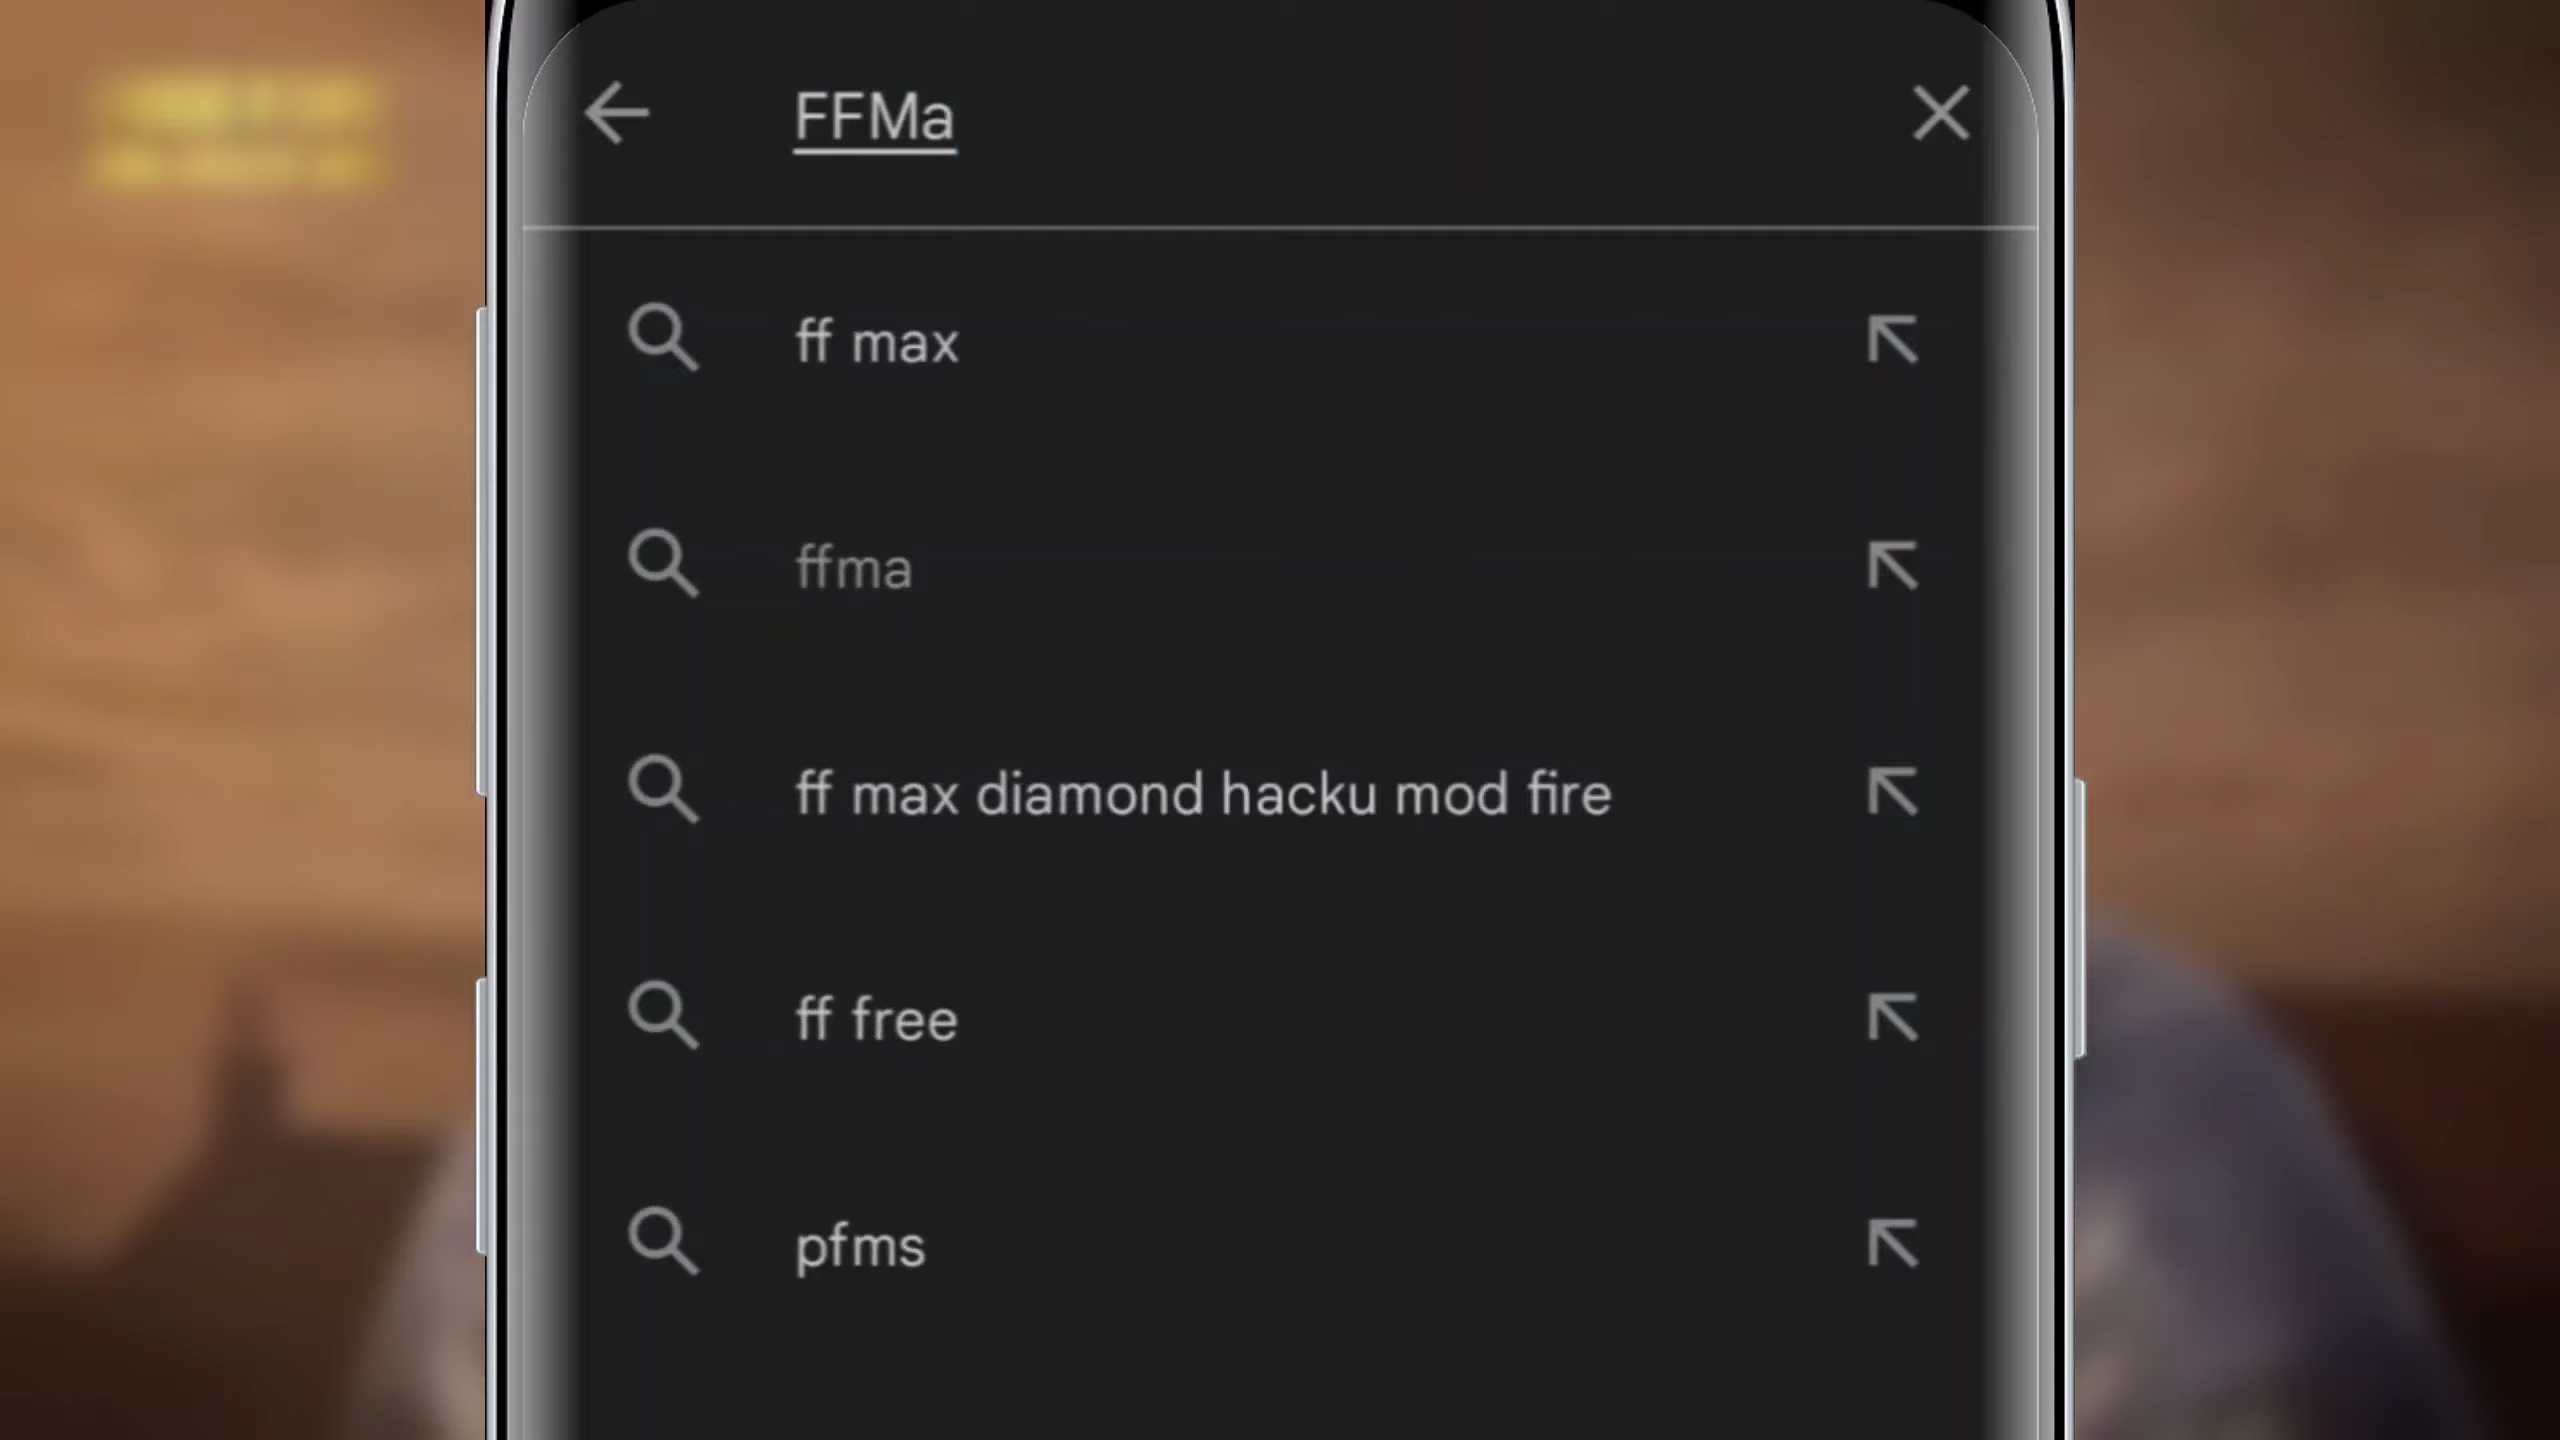 FFMa
ff max
ffma
ff max diamond hacku mod fire
ff free
pfms